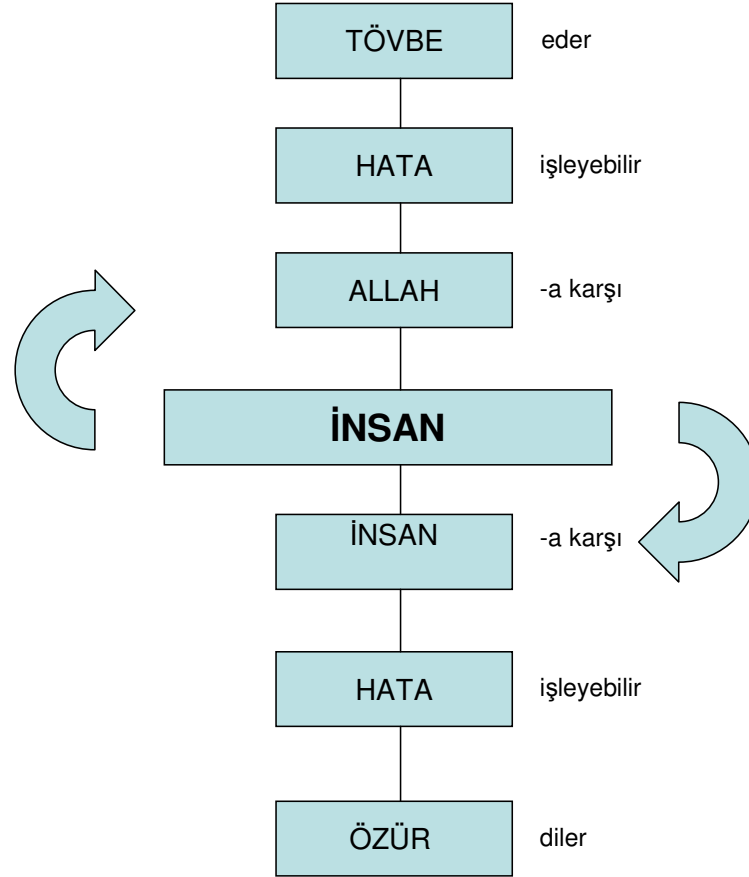 TÖVBE eder
HATA işleyebilir
ALLAH -a karşı
İNSAN
İNSAN -a karşı
HATA işleyebilir
ÖZÜR diler